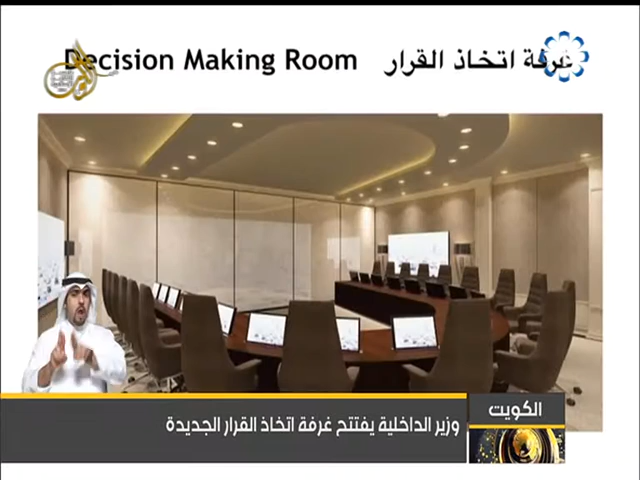 Decision Making Room غرفة اتخاذ القرار
الكويت
وزير الداخلية يفتتح غرفة اتخاذ القرار الجديدة